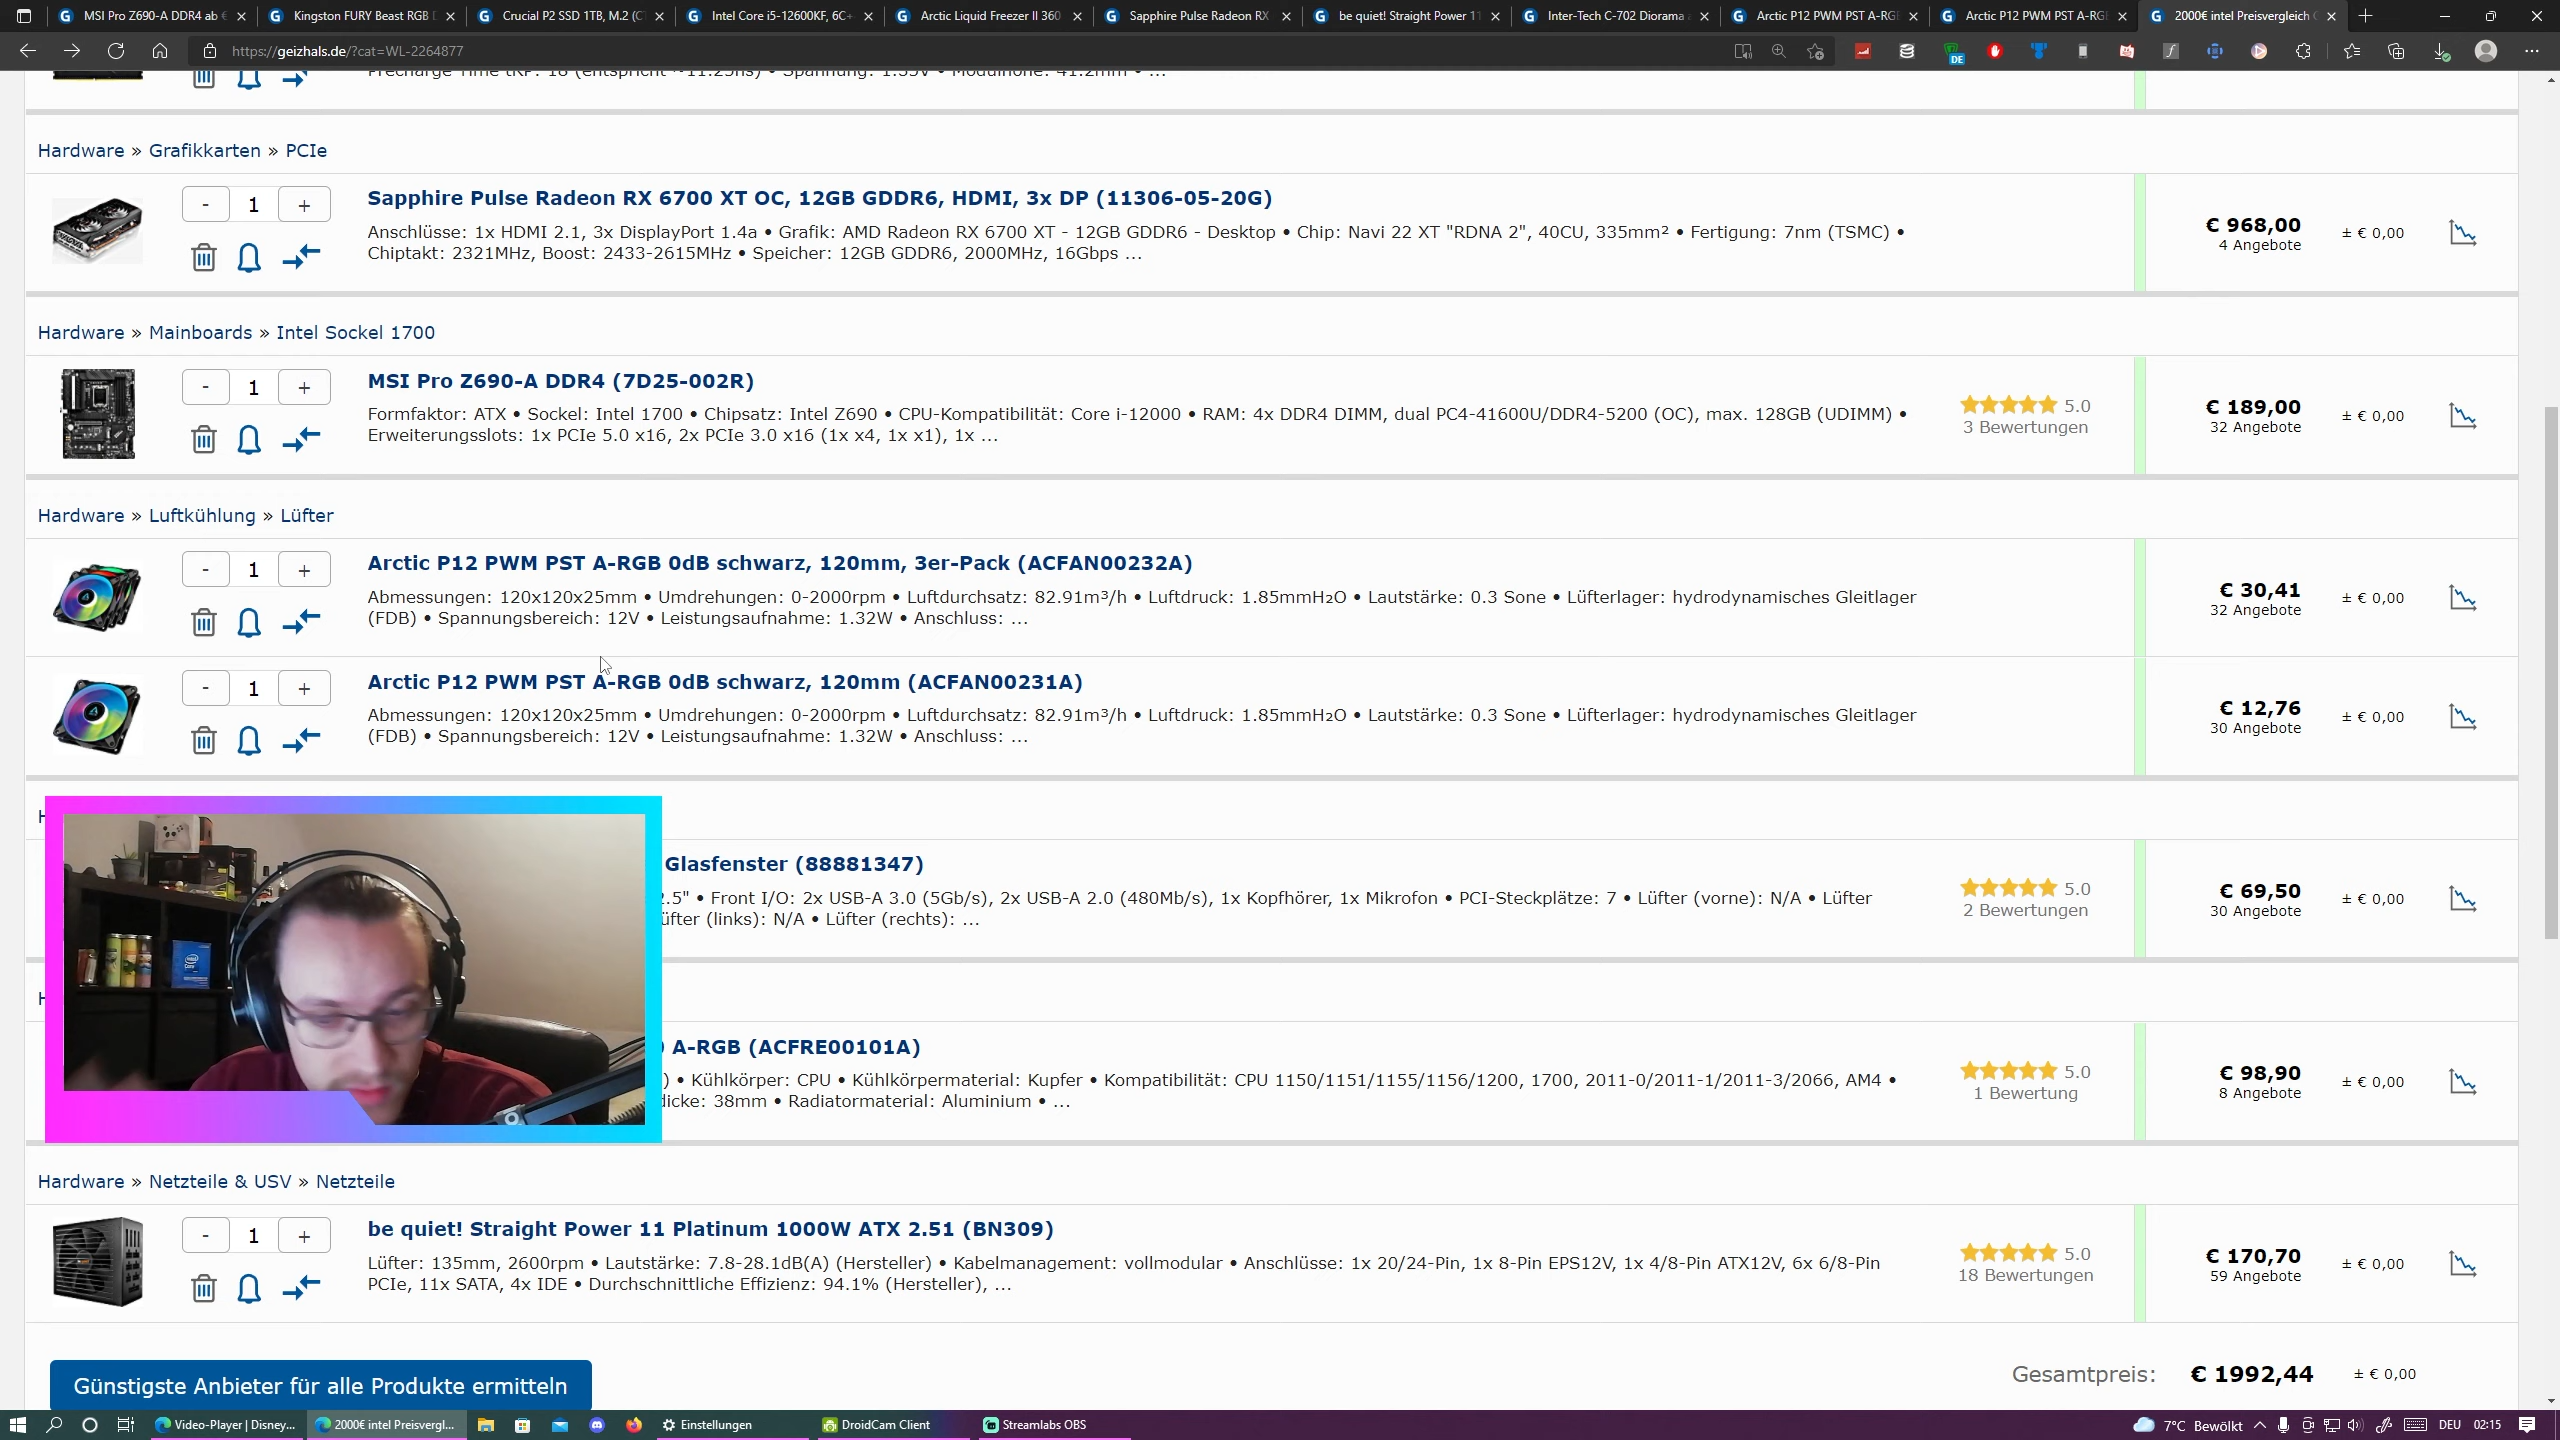 MSI Pro Z690-A DDR4 ab €
Kingston FURY Beast RGB
Crucial P2 SSD 1TB, M.2 (C
Intel Core i5-12600KF, 6C+
Arctic Liquid Freezer II 360
Sapphire Pulse Radeon RX
be quiet! Straight Power 11
Inter-Tech C-702 Diorama
Arctic P12 PWM PST A-RGB
Arctic P12 PWM PST A-RGB
2000€ intel Preisvergleich
https://geizhals.de/?cat=WL-2264877
DE
Precharge Time tRP: 18 (entspricht ~11.25ns) • Spannung: 1.35V • Modulhöhe: 41.2mm • ...
Hardware » Grafikkarten » PCIe
- 1 +
Sapphire Pulse Radeon RX 6700 XT OC, 12GB GDDR6, HDMI, 3x DP (11306-05-20G)
Anschlüsse: 1x HDMI 2.1, 3x DisplayPort 1.4a • Grafik: AMD Radeon RX 6700 XT - 12GB GDDR6 - Desktop • Chip: Navi 22 XT "RDNA 2", 40CU, 335mm² • Fertigung: 7nm (TSMC) •
Chiptakt: 2321MHz, Boost: 2433-2615MHz • Speicher: 12GB GDDR6, 2000MHz, 16Gbps ...
€ 968,00
4 Angebote
± € 0,00
Hardware » Mainboards » Intel Sockel 1700
- 1 +
MSI Pro Z690-A DDR4 (7D25-002R)
Formfaktor: ATX • Sockel: Intel 1700 • Chipsatz: Intel Z690 • CPU-Kompatibilität: Core i-12000 • RAM: 4x DDR4 DIMM, dual PC4-41600U/DDR4-5200 (OC), max. 128GB (UDIMM) •
Erweiterungsslots: 1x PCIe 5.0 x16, 2x PCIe 3.0 x16 (1x x4, 1x x1), 1x ...
5.0
3 Bewertungen
€ 189,00
32 Angebote
± € 0,00
Hardware » Luftkühlung » Lüfter
- 1 +
Arctic P12 PWM PST A-RGB 0dB schwarz, 120mm, 3er-Pack (ACFAN00232A)
Abmessungen: 120x120x25mm • Umdrehungen: 0-2000rpm • Luftdurchsatz: 82.91m³/h • Luftdruck: 1.85mmH₂O • Lautstärke: 0.3 Sone • Lüfterlager: hydrodynamisches Gleitlager
(FDB) • Spannungsbereich: 12V • Leistungsaufnahme: 1.32W • Anschluss: ...
€ 30,41
32 Angebote
± € 0,00
- 1 +
Arctic P12 PWM PST A-RGB 0dB schwarz, 120mm (ACFAN00231A)
Abmessungen: 120x120x25mm • Umdrehungen: 0-2000rpm • Luftdurchsatz: 82.91m³/h • Luftdruck: 1.85mmH₂O • Lautstärke: 0.3 Sone • Lüfterlager: hydrodynamisches Gleitlager
(FDB) • Spannungsbereich: 12V • Leistungsaufnahme: 1.32W • Anschluss: ...
€ 12,76
30 Angebote
± € 0,00
Glasfenster (88881347)
2.5" • Front I/O: 2x USB-A 3.0 (5Gb/s), 2x USB-A 2.0 (480Mb/s), 1x Kopfhörer, 1x Mikrofon • PCI-Steckplätze: 7 • Lüfter (vorne): N/A • Lüfter
üfter (links): N/A • Lüfter (rechts): ...
5.0
2 Bewertungen
€ 69,50
30 Angebote
± € 0,00
A-RGB (ACFRE00101A)
) • Kühlkörper: CPU • Kühlkörpermaterial: Kupfer • Kompatibilität: CPU 1150/1151/1155/1156/1200, 1700, 2011-0/2011-1/2011-3/2066, AM4 •
dicke: 38mm • Radiatormaterial: Aluminium • ...
5.0
1 Bewertung
€ 98,90
8 Angebote
± € 0,00
Hardware » Netzteile & USV » Netzteile
- 1 +
be quiet! Straight Power 11 Platinum 1000W ATX 2.51 (BN309)
Lüfter: 135mm, 2600rpm • Lautstärke: 7.8-28.1dB(A) (Hersteller) • Kabelmanagement: vollmodular • Anschlüsse: 1x 20/24-Pin, 1x 8-Pin EPS12V, 1x 4/8-Pin ATX12V, 6x 6/8-Pin
PCIe, 11x SATA, 4x IDE • Durchschnittliche Effizienz: 94.1% (Hersteller), ...
5.0
18 Bewertungen
€ 170,70
59 Angebote
± € 0,00
Günstigste Anbieter für alle Produkte ermitteln
Gesamtpreis: € 1992,44 ± € 0,00
Video-Player | Disney...
2000€ intel Preisvergl...
Einstellungen
DroidCam Client
Streamlabs OBS
7°C Bewölkt
DEU
02:15